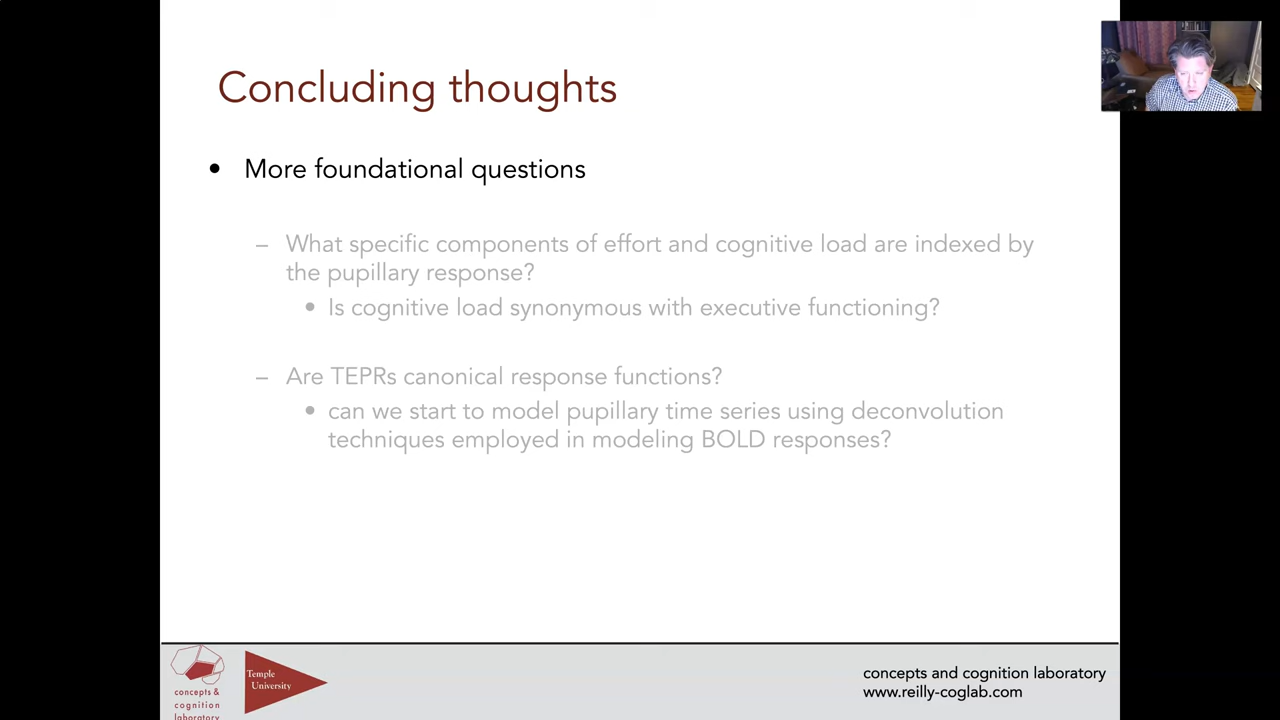 Concluding thoughts
• More foundational questions
– What specific components of effort and cognitive load are indexed by
the pupillary response?
• Is cognitive load synonymous with executive functioning?
– Are TEPRs canonical response functions?
• can we start to model pupillary time series using deconvolution
techniques employed in modeling BOLD responses?
concepts &
cognition
laboratory
Temple
University
concepts and cognition laboratory
www.reilly-coglab.com